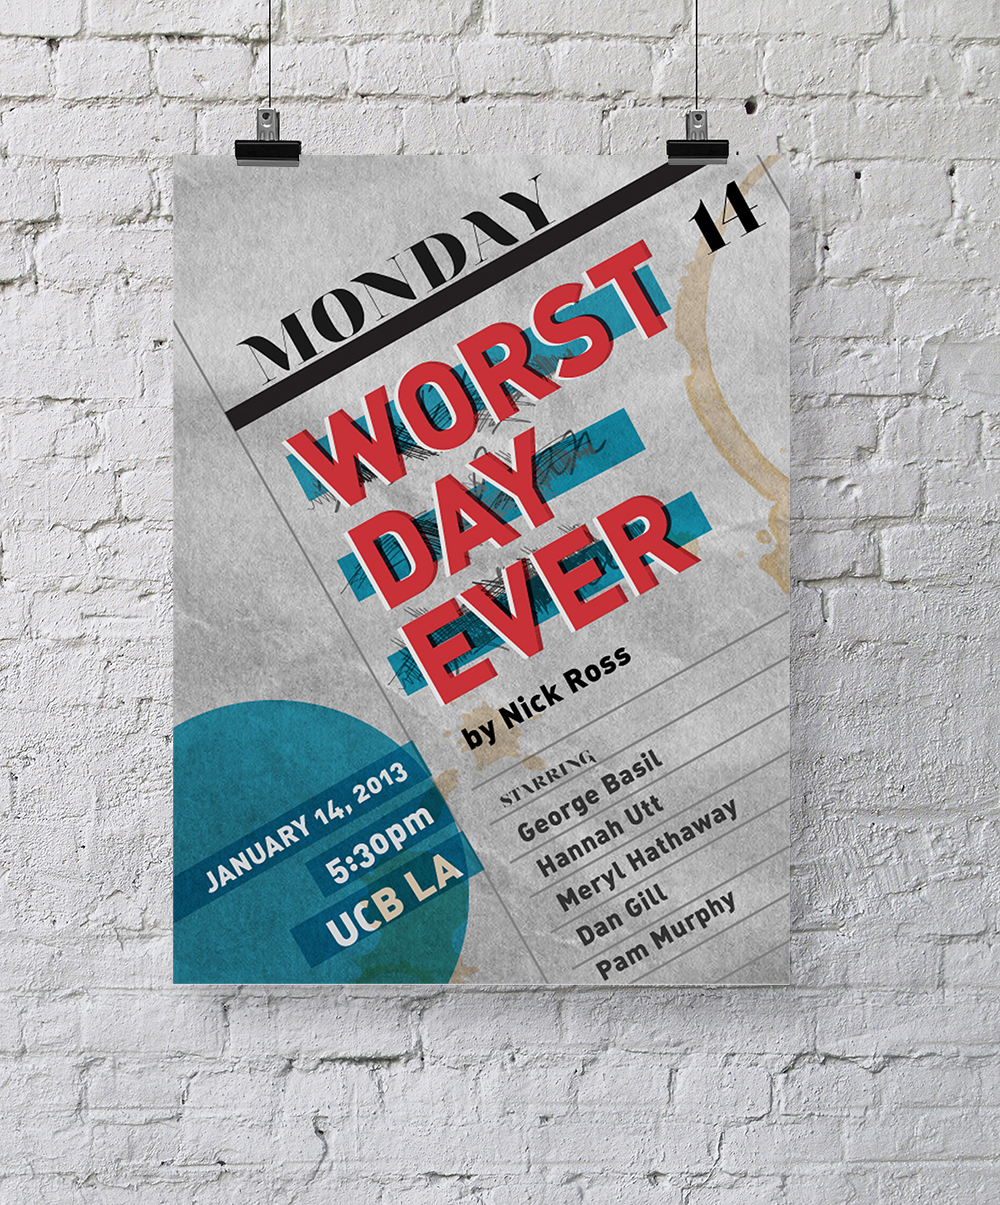 MONDAY
14
WORST
DAY
EVER
by Nick Ross
STARRING
George Basil
Hannah Utt
Meryl Hathaway
Dan Gill
Pam Murphy
JANUARY 14, 2013
5:30pm
UCB LA